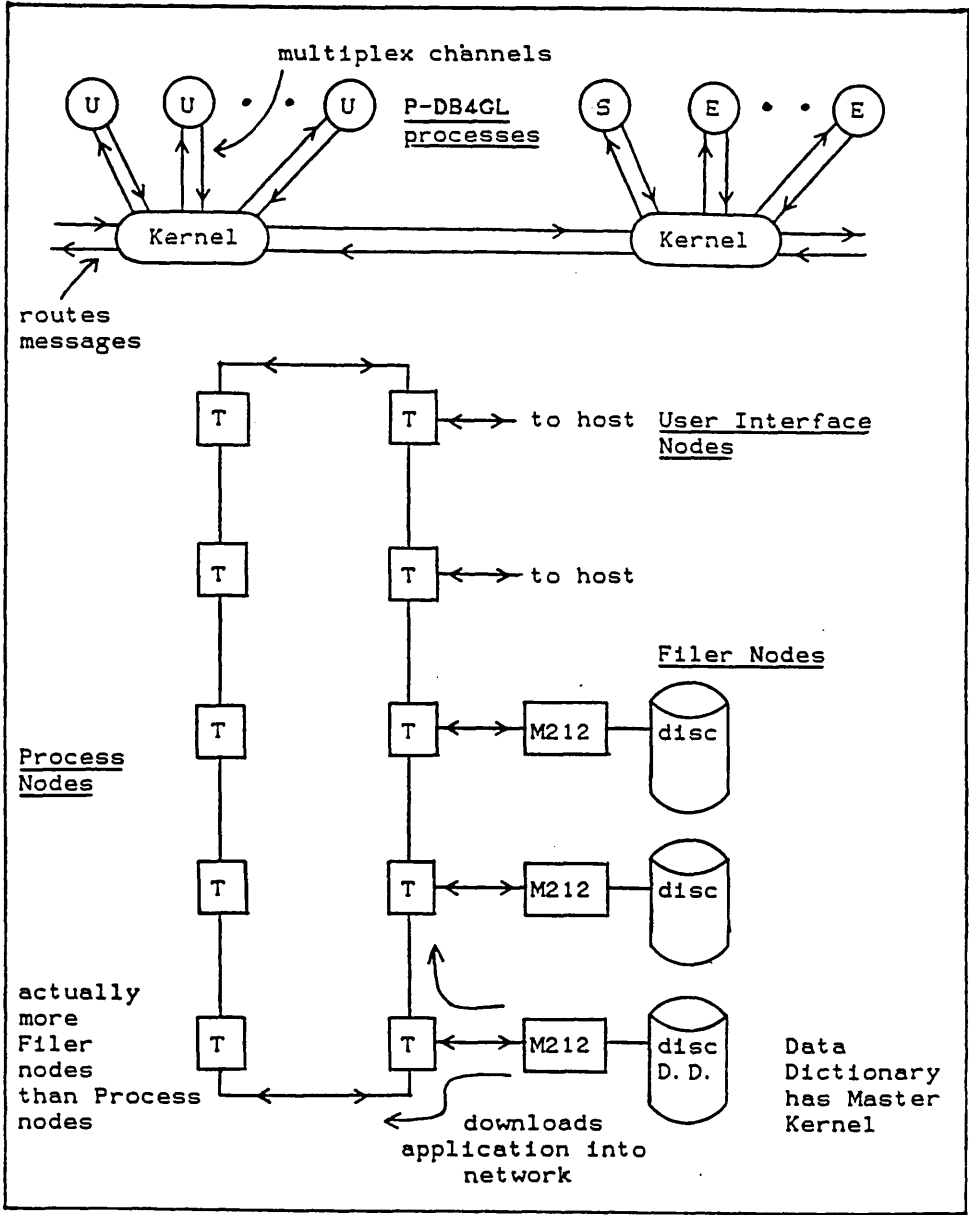 multiplex channels
U U U P-DB4GL S E E
processes
Kernel Kernel
routes
messages
T T to host User Interface
Nodes
T T to host
Filer Nodes
T T M212 disc
Process
Nodes
T T M212 disc
actually
more
Filer
nodes
than Process
nodes
T T M212 disc
D.D.
Data
Dictionary
has Master
Kernel
downloads
application into
network